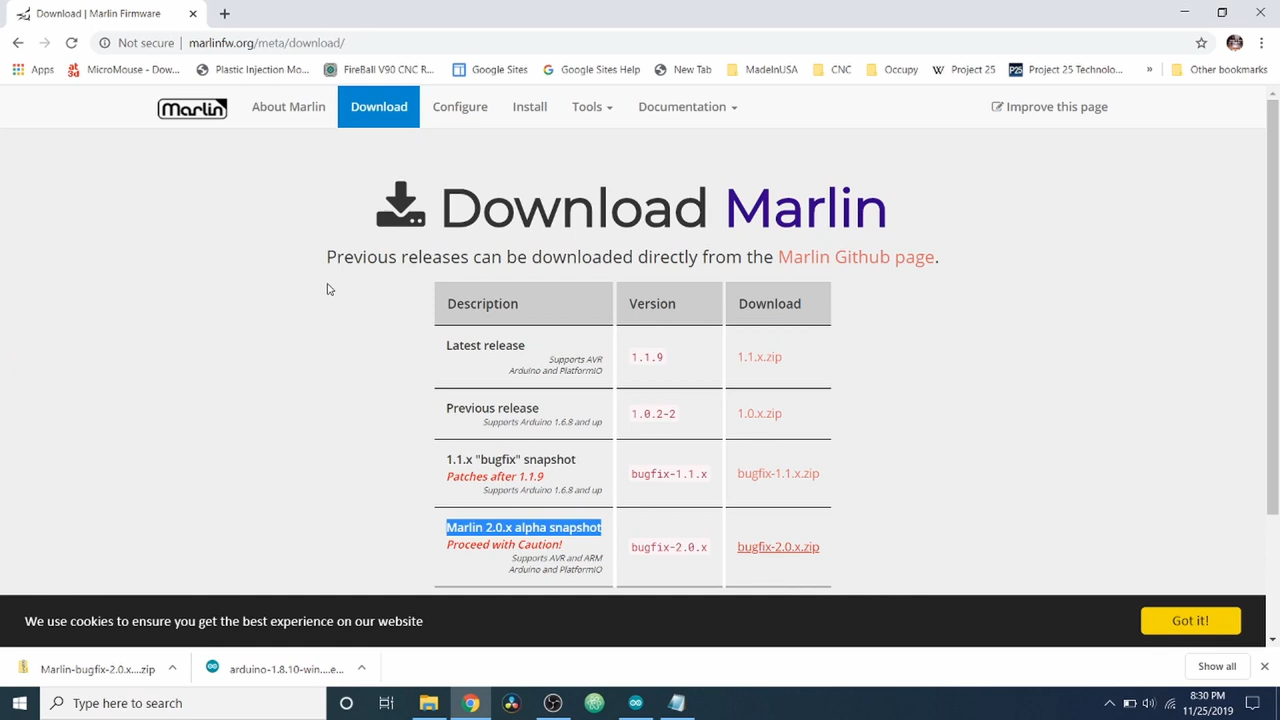 Download | Marlin Firmware
Not secure | marlinfw.org/meta/download/
Apps MicroMouse - Dow... Plastic Injection Mo... FireBall V90 CNC R... Google Sites Google Sites Help New Tab MadeInUSA CNC Occupy Project 25 Project 25 Technolo... » Other bookmarks
Marlin About Marlin Download Configure Install Tools Documentation Improve this page
Download Marlin
Previous releases can be downloaded directly from the Marlin Github page.
Description Version Download
Latest release
Supports AVR
Arduino and PlatformIO
1.1.9 1.1.x.zip
Previous release
Supports Arduino 1.6.8 and up
1.0.2-2 1.0.x.zip
1.1.x "bugfix" snapshot
Patches after 1.1.9
Supports Arduino 1.6.8 and up
bugfix-1.1.x bugfix-1.1.x.zip
Marlin 2.0.x alpha snapshot
Proceed with Caution!
Supports AVR and ARM
Arduino and PlatformIO
bugfix-2.0.x bugfix-2.0.x.zip
We use cookies to ensure you get the best experience on our website Got it!
Marlin-bugfix-2.0.x....zip arduino-1.8.10-win....e... Show all
Type here to search
8:30 PM
11/25/2019